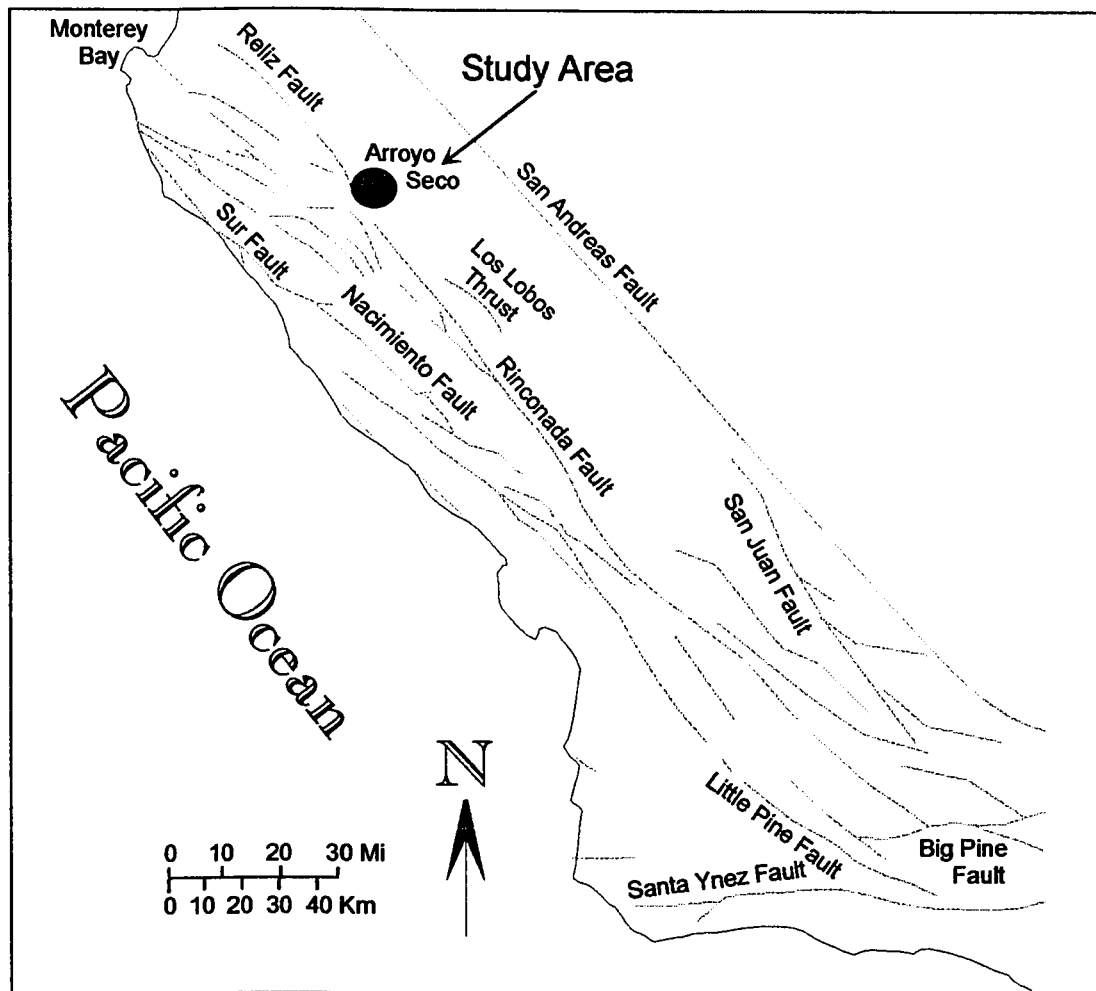 Monterey
Bay
Reliz Fault
Study Area
Arroyo
Seco
San Andreas Fault
Sur Fault
Los Lobos
Thrust
Nacimiento Fault
Rinconada Fault
Pacific Ocean
San Juan Fault
N
Little Pine Fault
Big Pine
Fault
Santa Ynez Fault
0 10 20 30 Mi
0 10 20 30 40 Km